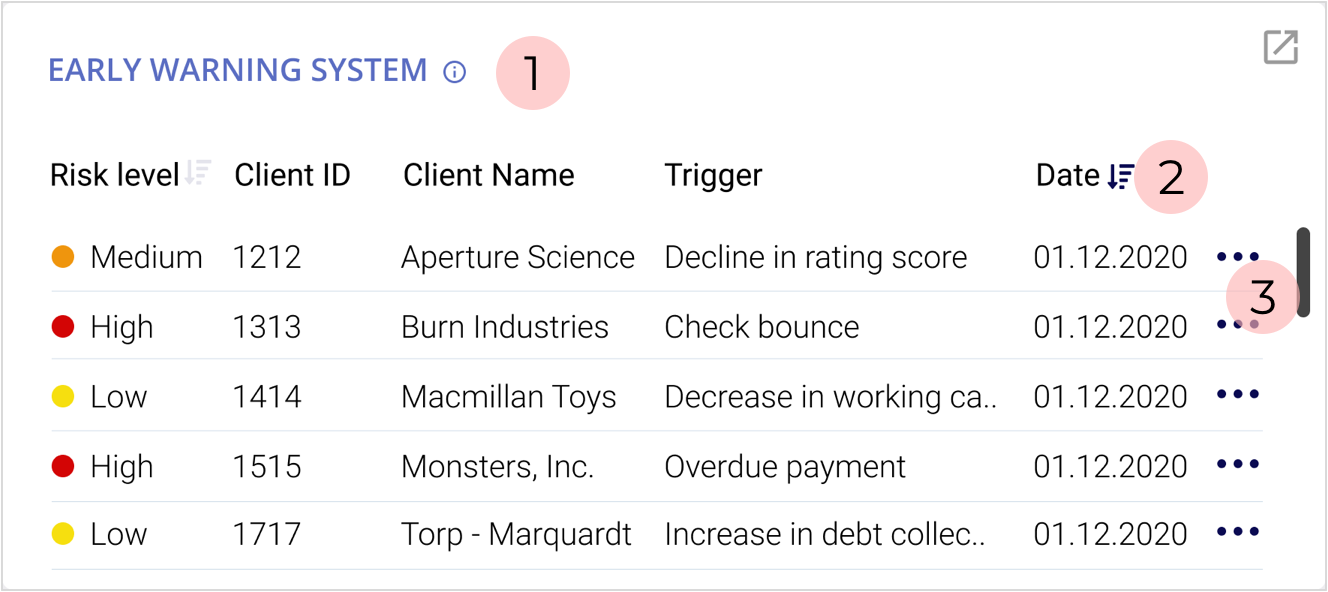 EARLY WARNING SYSTEM 1
Risk level Client ID Client Name Trigger Date 2
Medium 1212 Aperture Science Decline in rating score 01.12.2020
3
High 1313 Burn Industries Check bounce 01.12.2020
Low 1414 Macmillan Toys Decrease in working ca.. 01.12.2020
High 1515 Monsters, Inc. Overdue payment 01.12.2020
Low 1717 Torp - Marquardt Increase in debt collec.. 01.12.2020